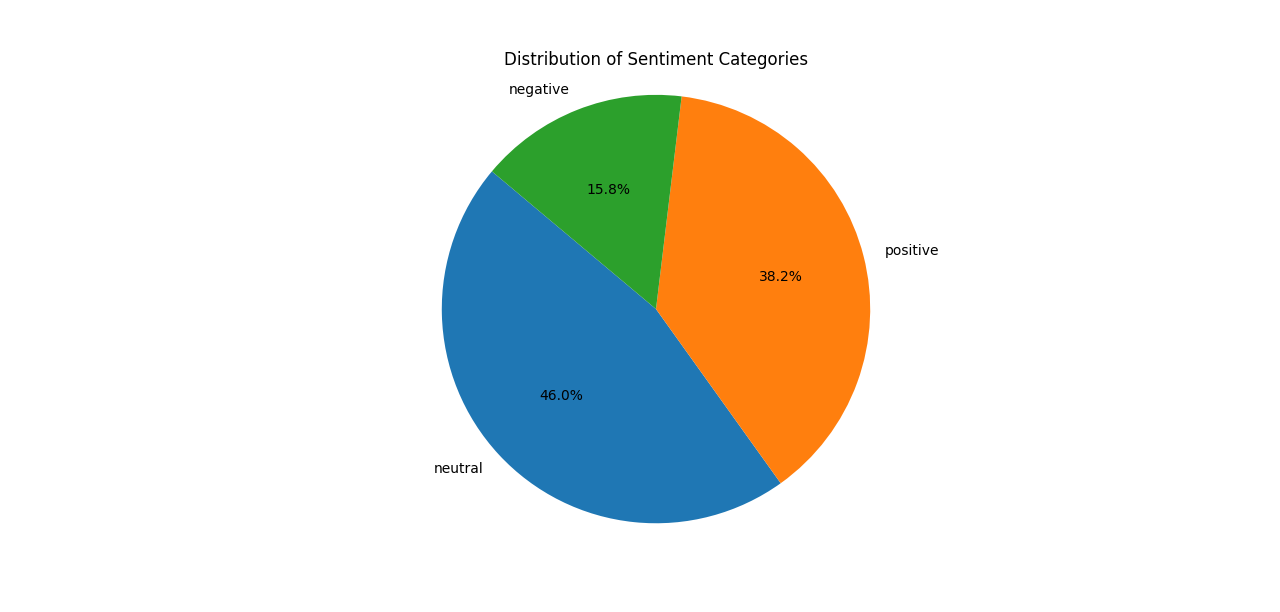 Distribution of Sentiment Categories
negative
15.8%
positive
38.2%
46.0%
neutral